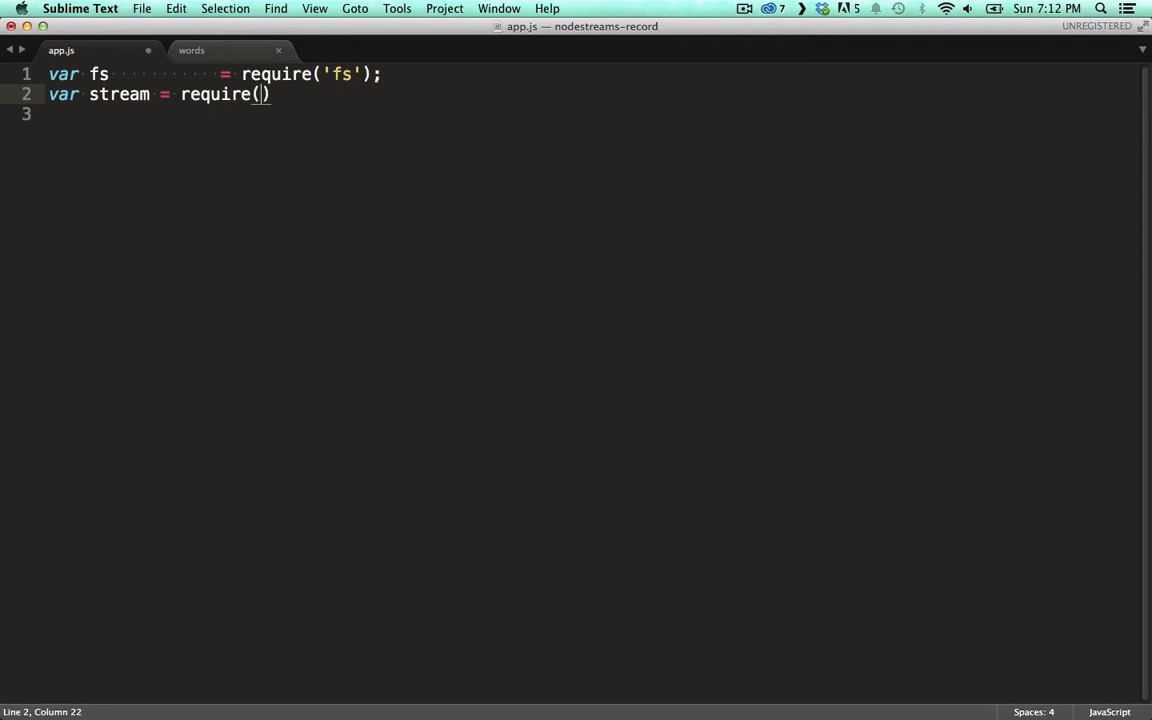 Sublime Text File Edit Selection Find View Goto Tools Project Window Help 7 5 Sun 7:12 PM
app.js — nodestreams-record UNREGISTERED
app.js words
1 var fs = require('fs');
2 var stream = require()
3
Line 2, Column 22 Spaces: 4 JavaScript